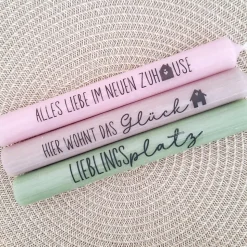 ALLES LIEBE IM NEUEN ZUHAUSE
HIER WOHNT DAS Glück
LIEBLINGSplatz